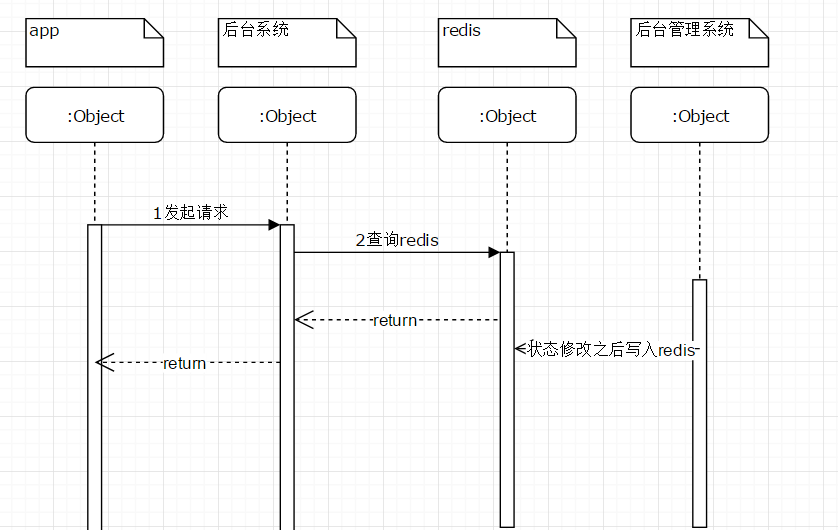 app
后台系统
redis
后台管理系统
:Object
:Object
:Object
:Object
1发起请求
2查询redis
return
状态修改之后写入redis
return